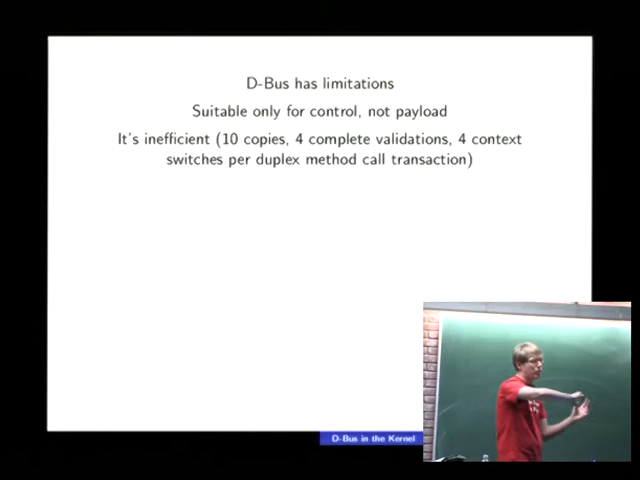 D-Bus has limitations
Suitable only for control, not payload
It's inefficient (10 copies, 4 complete validations, 4 context
switches per duplex method call transaction)
D-Bus in the Kernel